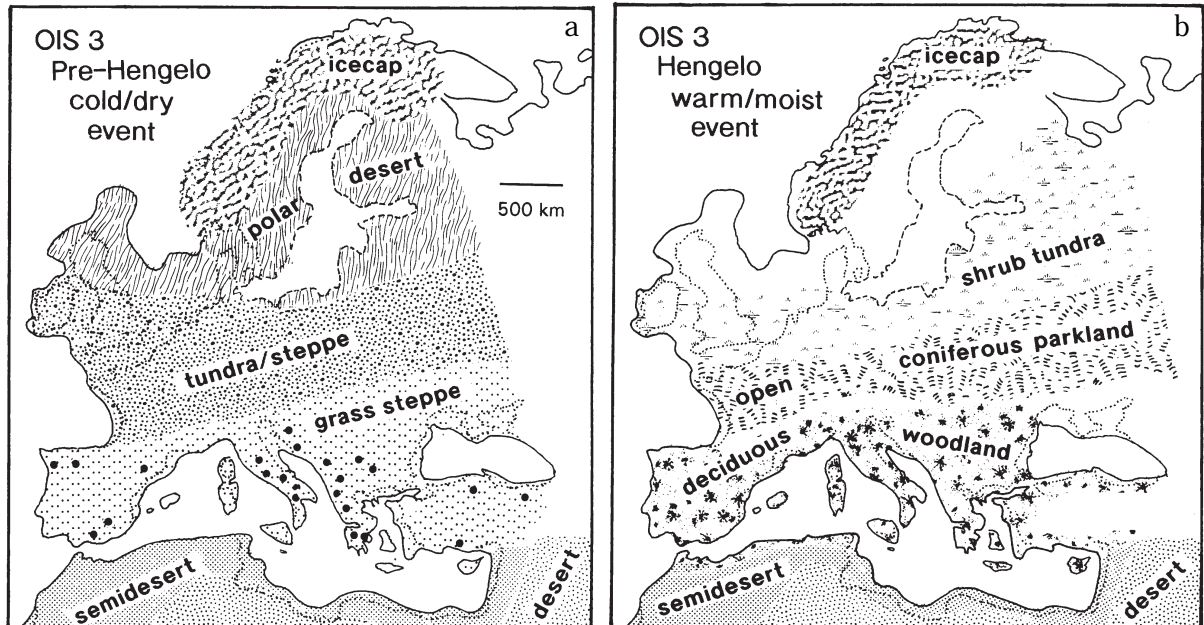 a
OIS 3
Pre-Hengelo
cold/dry
event
icecap
desert
polar
500 km
tundra/steppe
grass steppe
semidesert
desert
b
OIS 3
Hengelo
warm/moist
event
icecap
shrub tundra
open coniferous parkland
deciduous woodland
semidesert
desert